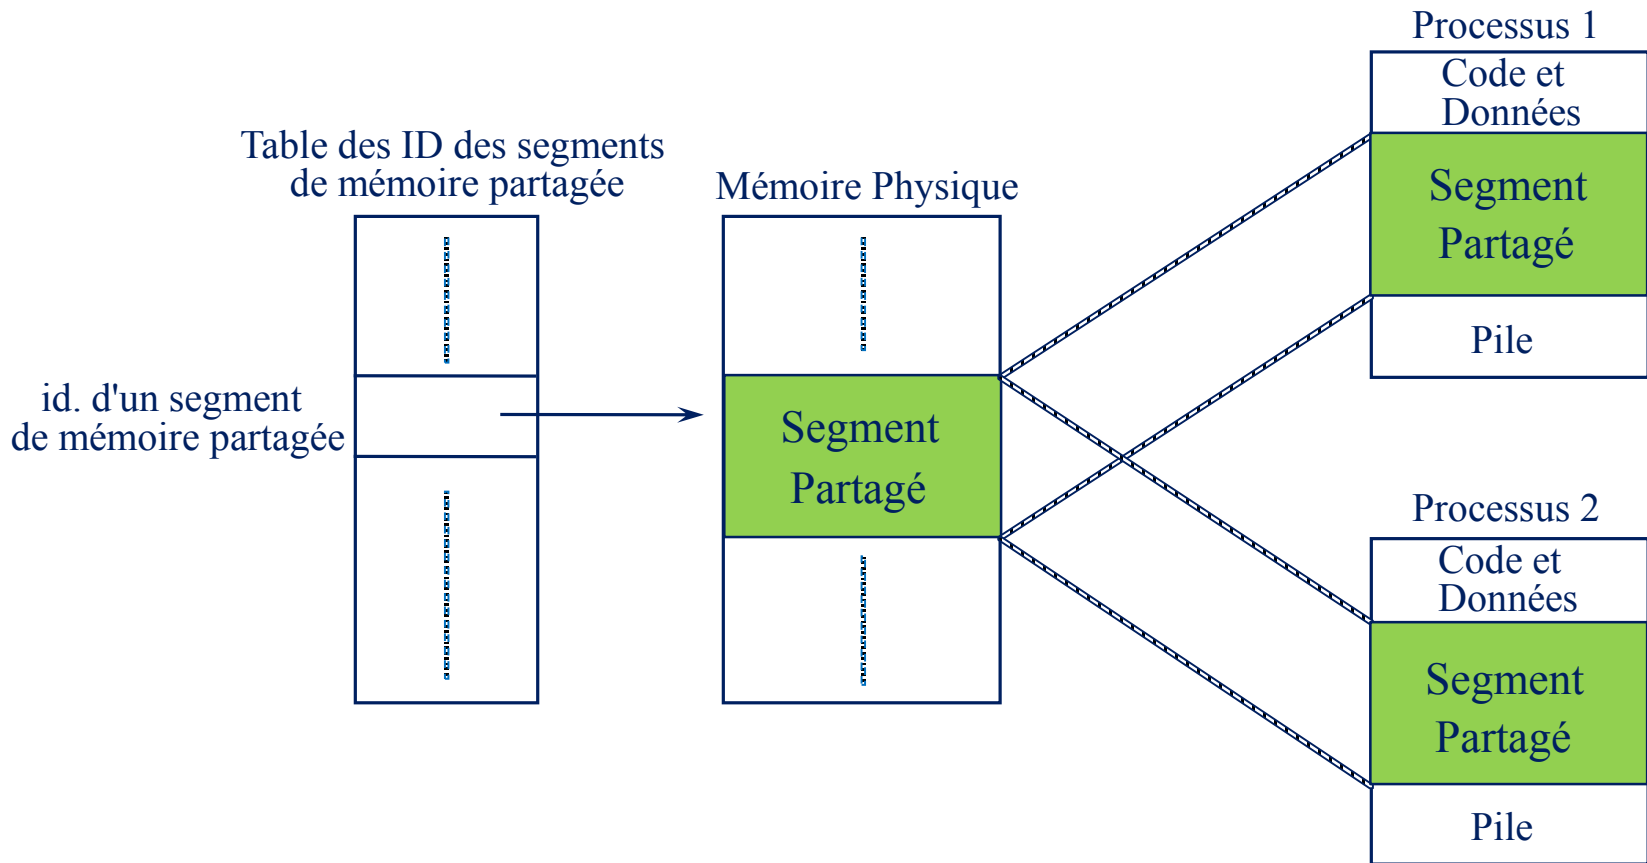 Table des ID des segments
de mémoire partagée
id. d'un segment
de mémoire partagée
Mémoire Physique
Segment
Partagé
Processus 1
Code et
Données
Segment
Partagé
Pile
Processus 2
Code et
Données
Segment
Partagé
Pile